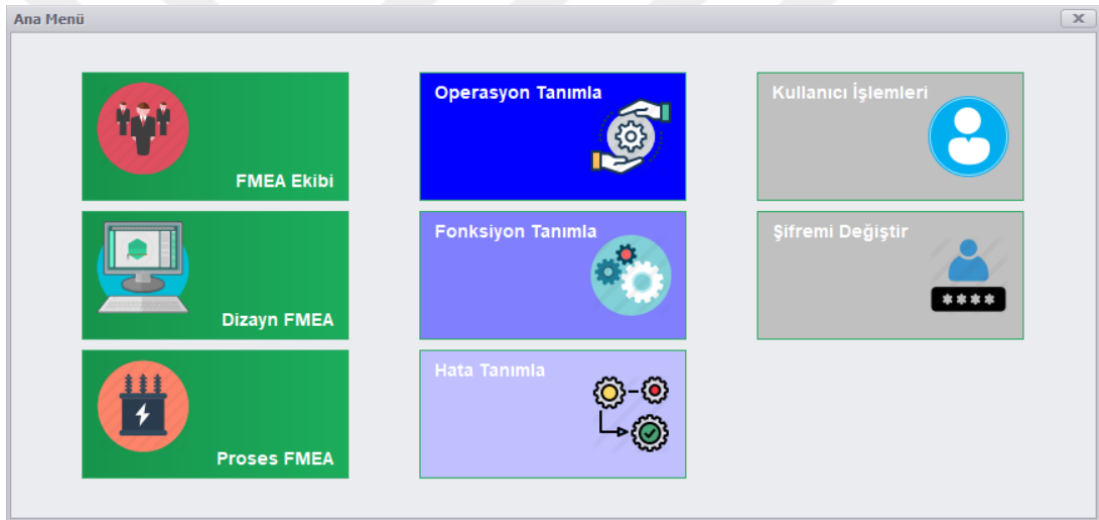 Ana Menü
FMEA Ekibi
Dizayn FMEA
Proses FMEA
Operasyon Tanımla
Fonksiyon Tanımla
Hata Tanımla
Kullanıcı İşlemleri
Şifremi Değiştir
****